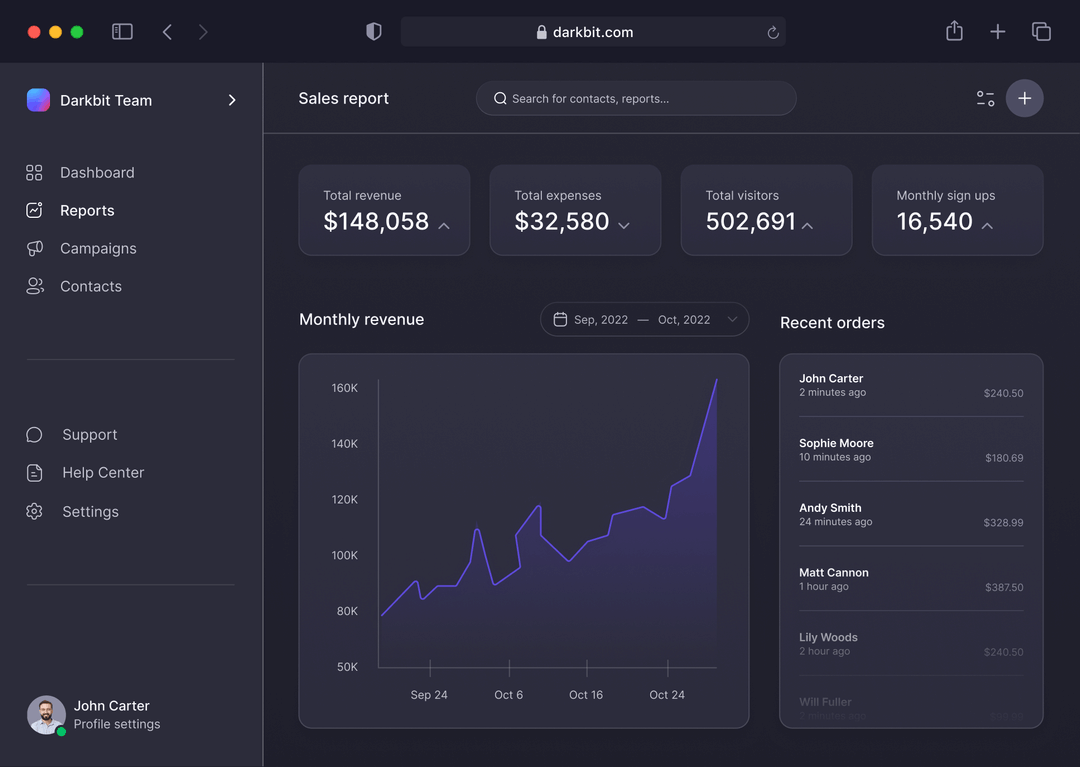 darkbit.com
Darkbit Team
Sales report
Search for contacts, reports...
Dashboard
Reports
Campaigns
Contacts
Support
Help Center
Settings
John Carter
Profile settings
Total revenue
$148,058
Total expenses
$32,580
Total visitors
502,691
Monthly sign ups
16,540
Monthly revenue
Sep, 2022 — Oct, 2022
160K
140K
120K
100K
80K
50K
Sep 24 Oct 6 Oct 16 Oct 24
Recent orders
John Carter
2 minutes ago $240.50
Sophie Moore
10 minutes ago $180.69
Andy Smith
24 minutes ago $328.99
Matt Cannon
1 hour ago $387.50
Lily Woods
2 hour ago $240.50
Will Fuller
minutes ago